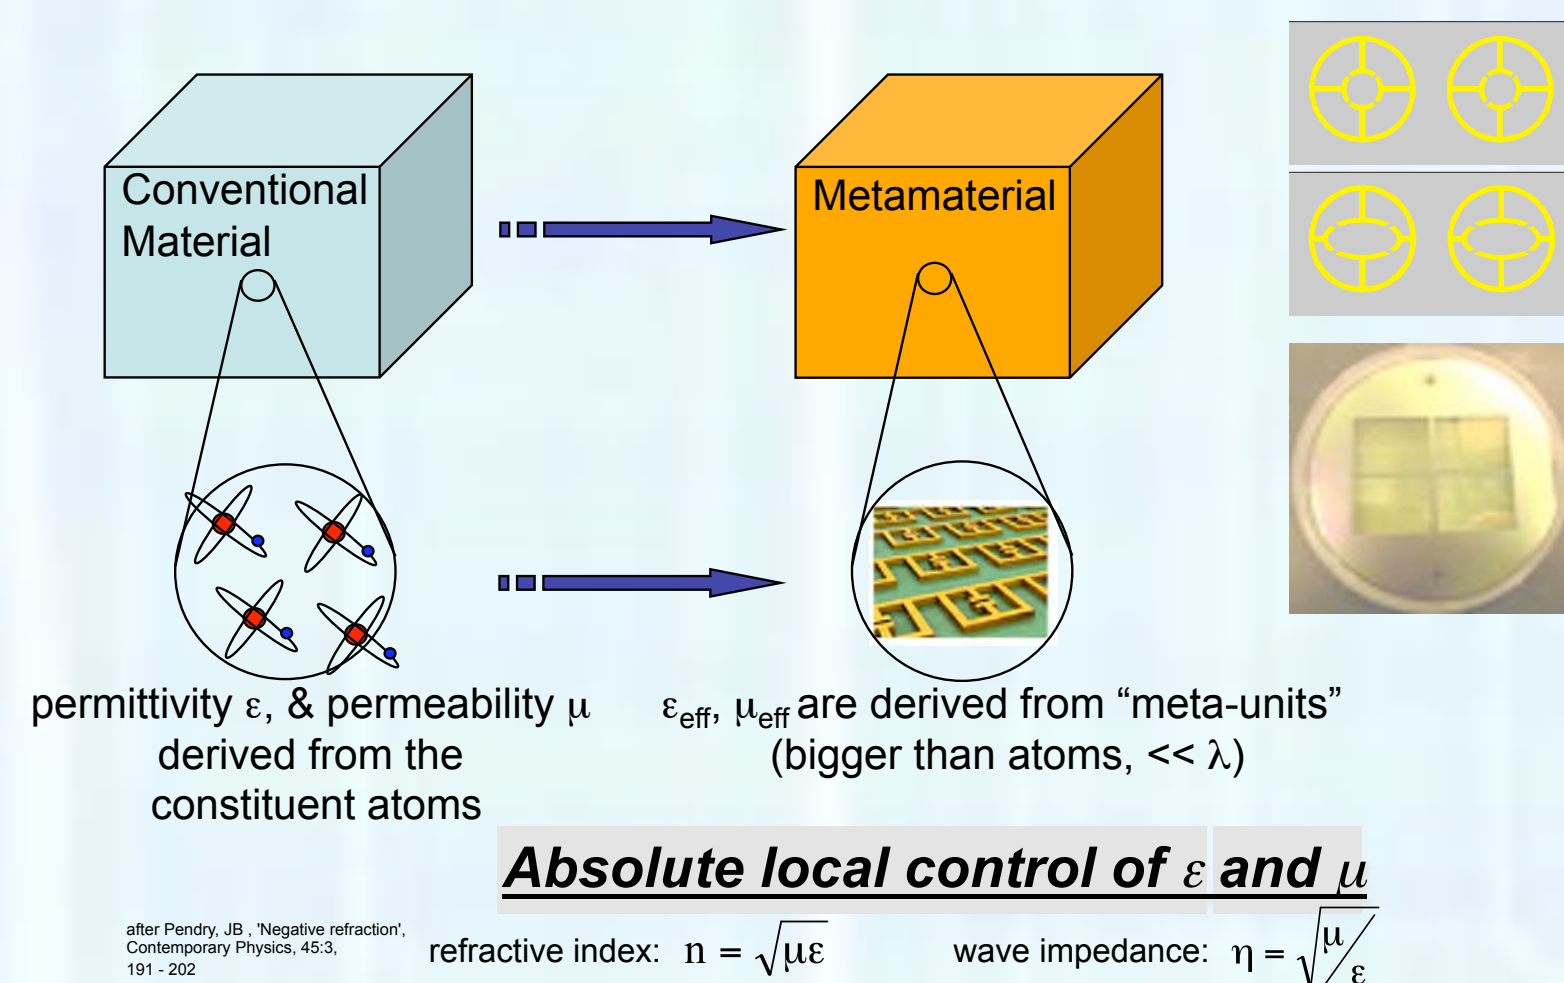 Conventional
Material
Metamaterial
permittivity ε, & permeability μ
derived from the
constituent atoms
ε_eff, μ_eff are derived from “meta-units”
(bigger than atoms, << λ)
Absolute local control of ε and μ
after Pendry, JB , 'Negative refraction',
Contemporary Physics, 45:3,
191 - 202
refractive index: n = √με
wave impedance: η = √μ/ε